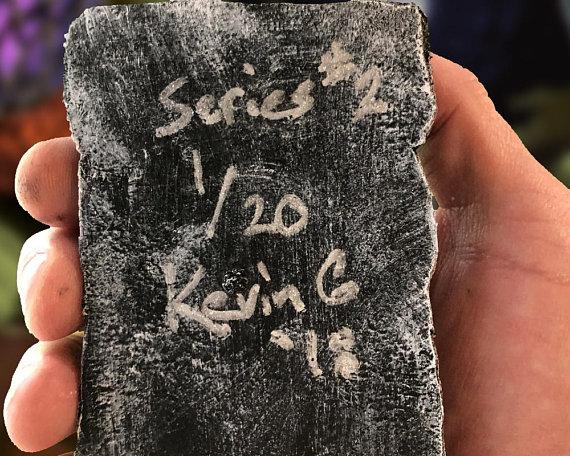 Series #2
1/20
Kevin G
'18